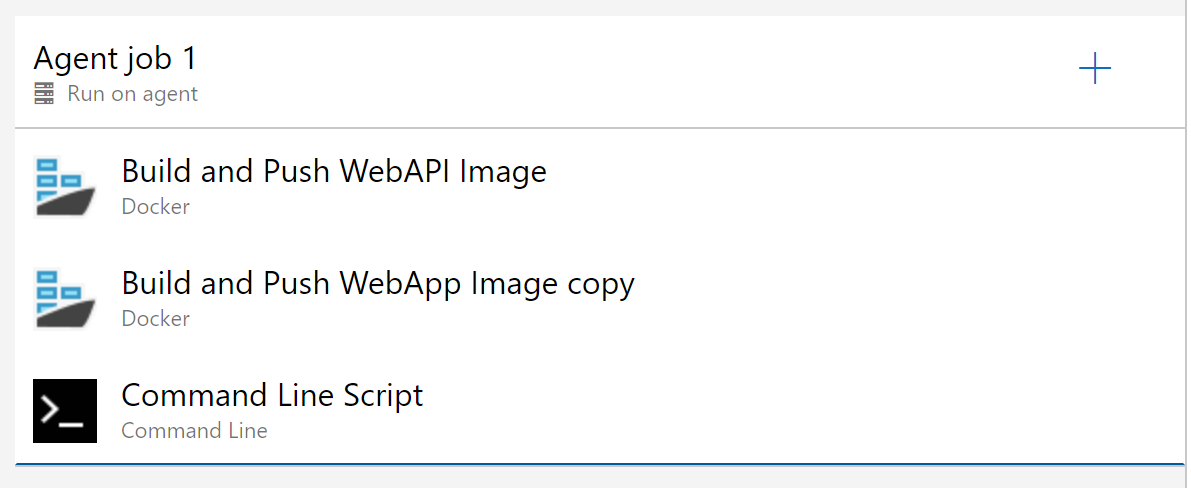 Agent job 1
Run on agent
Build and Push WebAPI Image
Docker
Build and Push WebApp Image copy
Docker
Command Line Script
Command Line